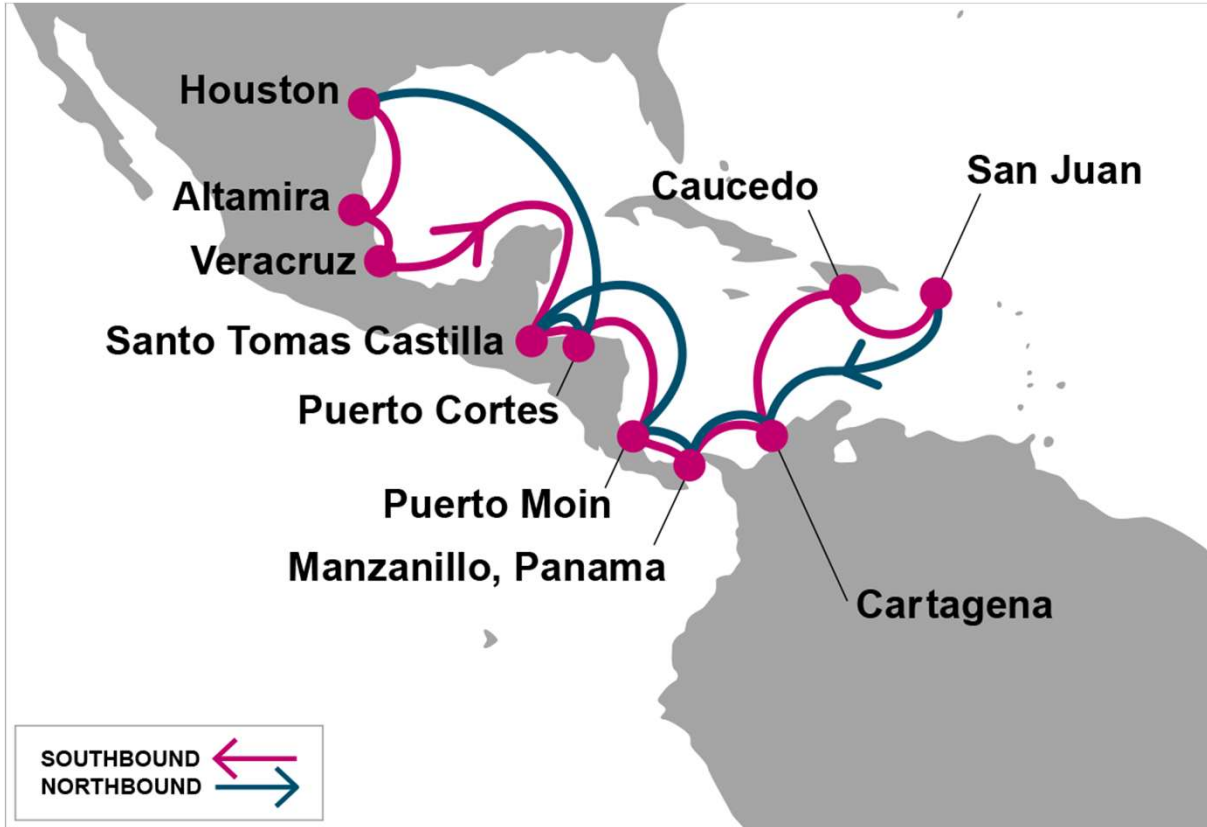 Houston
San Juan
Caucedo
Altamira
Veracruz
Santo Tomas Castilla
Puerto Cortes
Puerto Moin
Manzanillo, Panama
Cartagena
SOUTHBOUND
NORTHBOUND